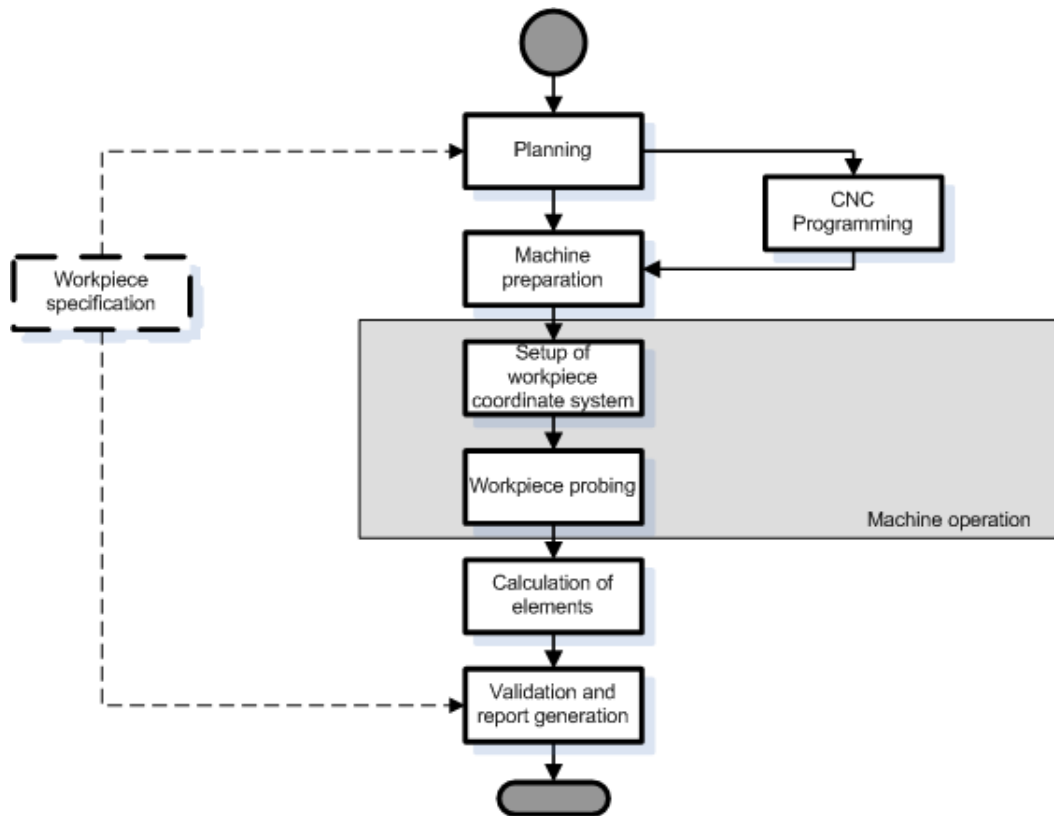 Planning
CNC
Programming
Machine
preparation
Workpiece
specification
Setup of
workpiece
coordinate system
Workpiece probing
Machine operation
Calculation of
elements
Validation and
report generation